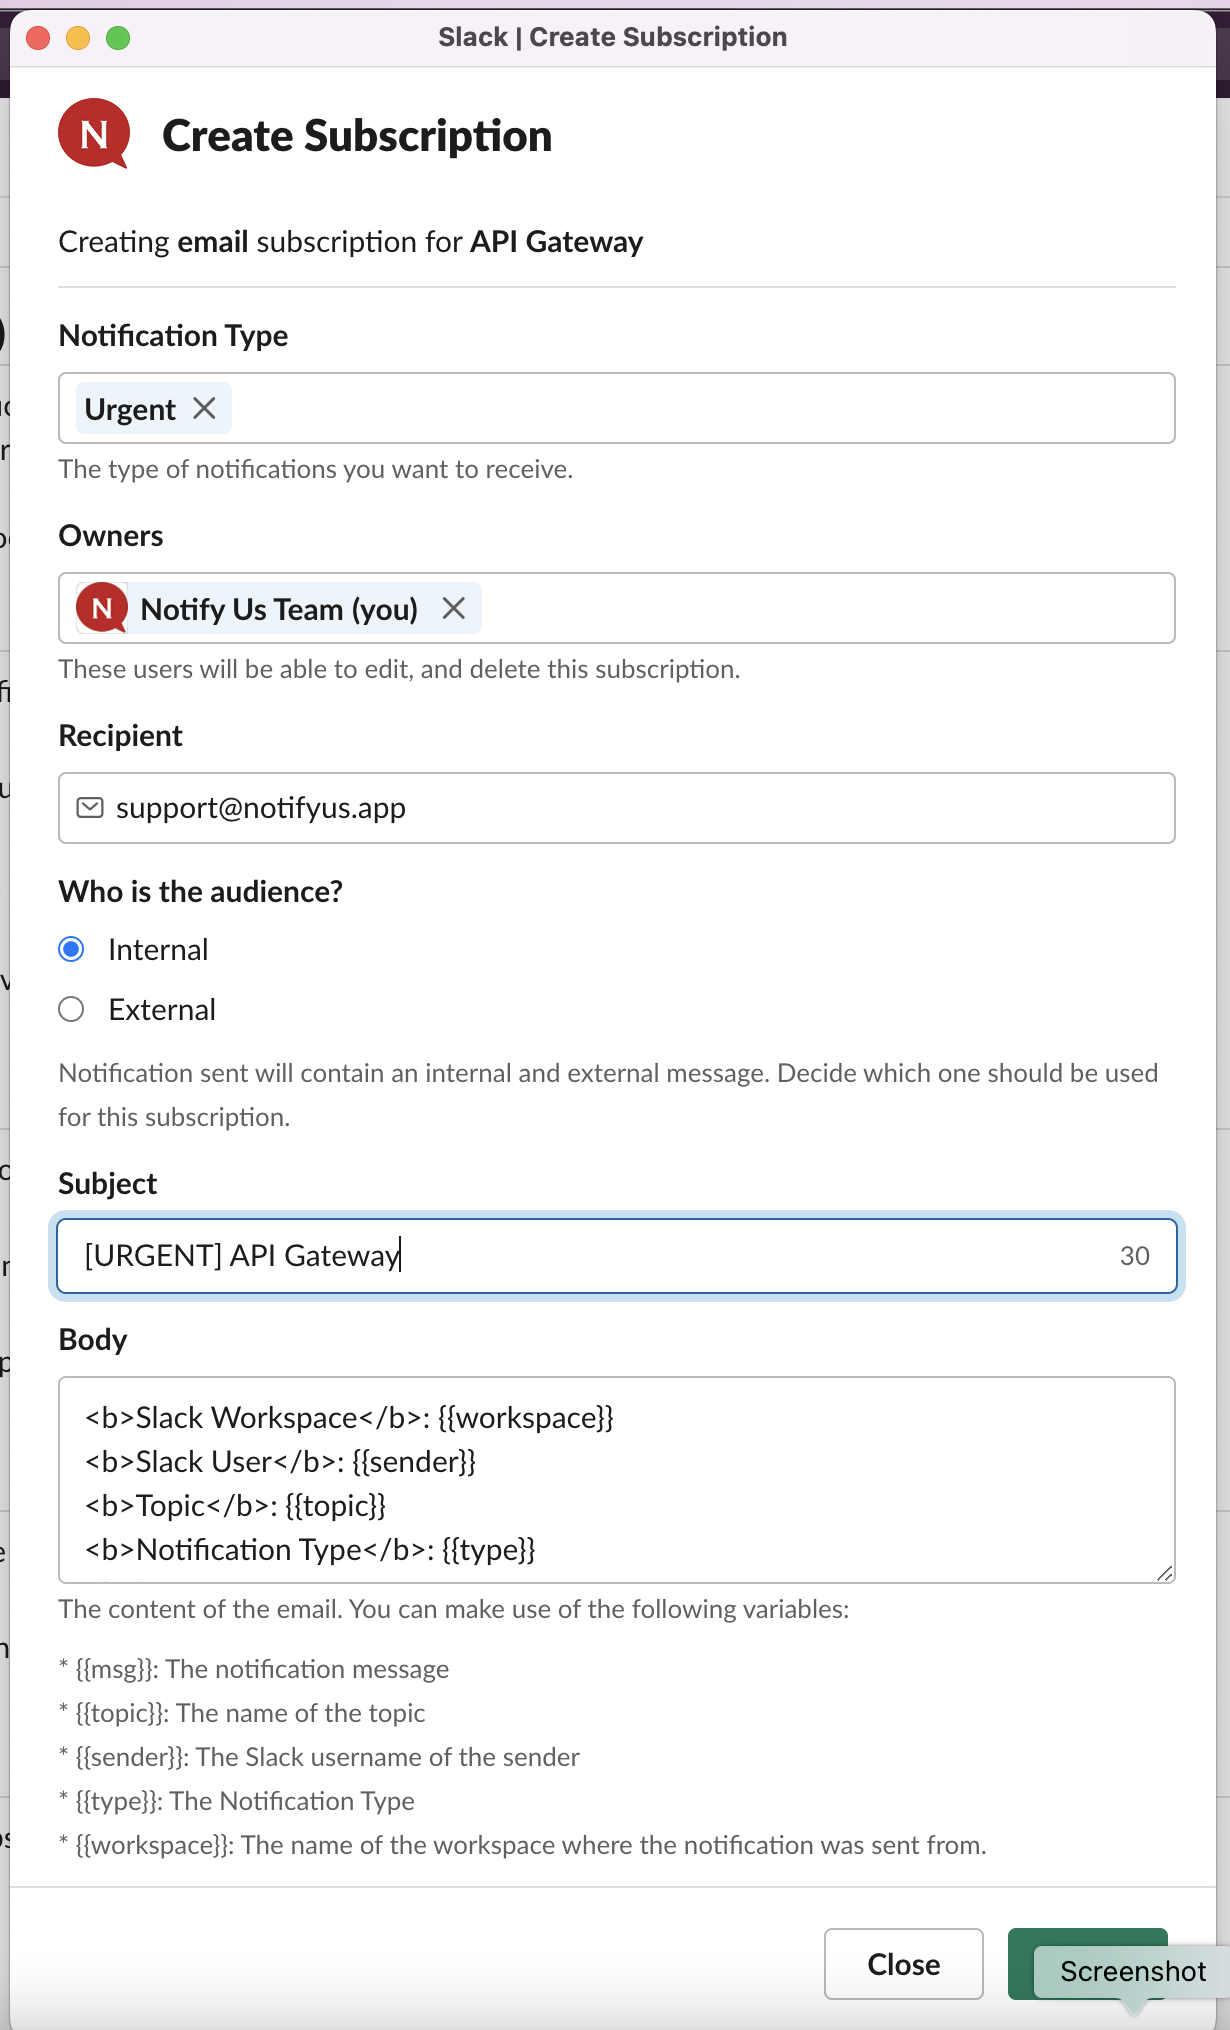 Slack | Create Subscription
N
Create Subscription
Creating email subscription for API Gateway
Notification Type
Urgent
The type of notifications you want to receive.
Owners
N Notify Us Team (you)
These users will be able to edit, and delete this subscription.
Recipient
support@notifyus.app
Who is the audience?
Internal
External
Notification sent will contain an internal and external message. Decide which one should be used
for this subscription.
Subject
[URGENT] API Gateway 30
Body
<b>Slack Workspace</b>: {{workspace}}
<b>Slack User</b>: {{sender}}
<b>Topic</b>: {{topic}}
<b>Notification Type</b>: {{type}}
The content of the email. You can make use of the following variables:
* {{msg}}: The notification message
* {{topic}}: The name of the topic
* {{sender}}: The Slack username of the sender
* {{type}}: The Notification Type
* {{workspace}}: The name of the workspace where the notification was sent from.
Close
Screenshot